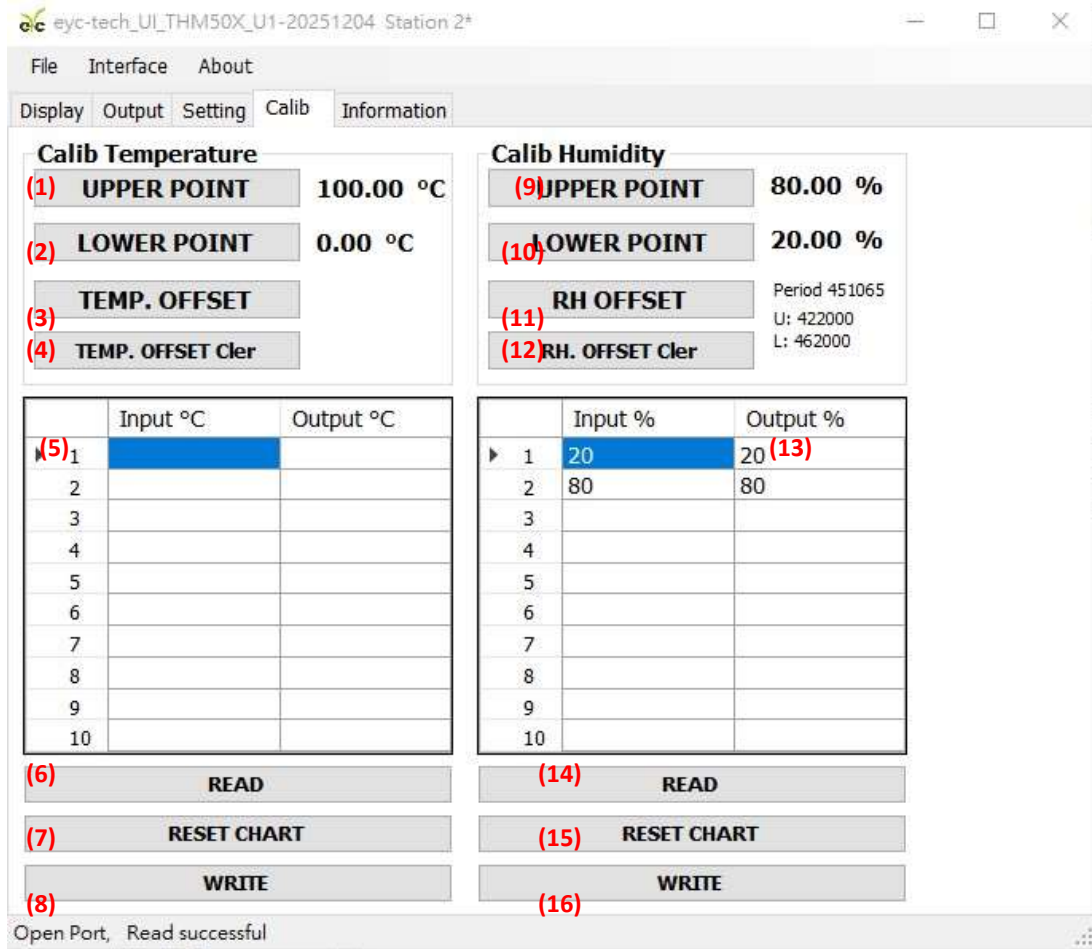 eyc eyc-tech_UI_THM50X_U1-20251204 Station 2*
File Interface About
Display Output Setting Calib Information
Calib Temperature
(1) UPPER POINT 100.00 °C
(2) LOWER POINT 0.00 °C
(3) TEMP. OFFSET
(4) TEMP. OFFSET Cler
Calib Humidity
(9) UPPER POINT 80.00 %
(10) LOWER POINT 20.00 %
(11) RH OFFSET
Period 451065
U: 422000
L: 462000
(12) RH. OFFSET Cler
Input °C Output °C
(5) 1
2
3
4
5
6
7
8
9
10
Input % Output %
1 20 20 (13)
2 80 80
3
4
5
6
7
8
9
10
(6) READ
(7) RESET CHART
(8) WRITE
(14) READ
(15) RESET CHART
(16) WRITE
Open Port, Read successful